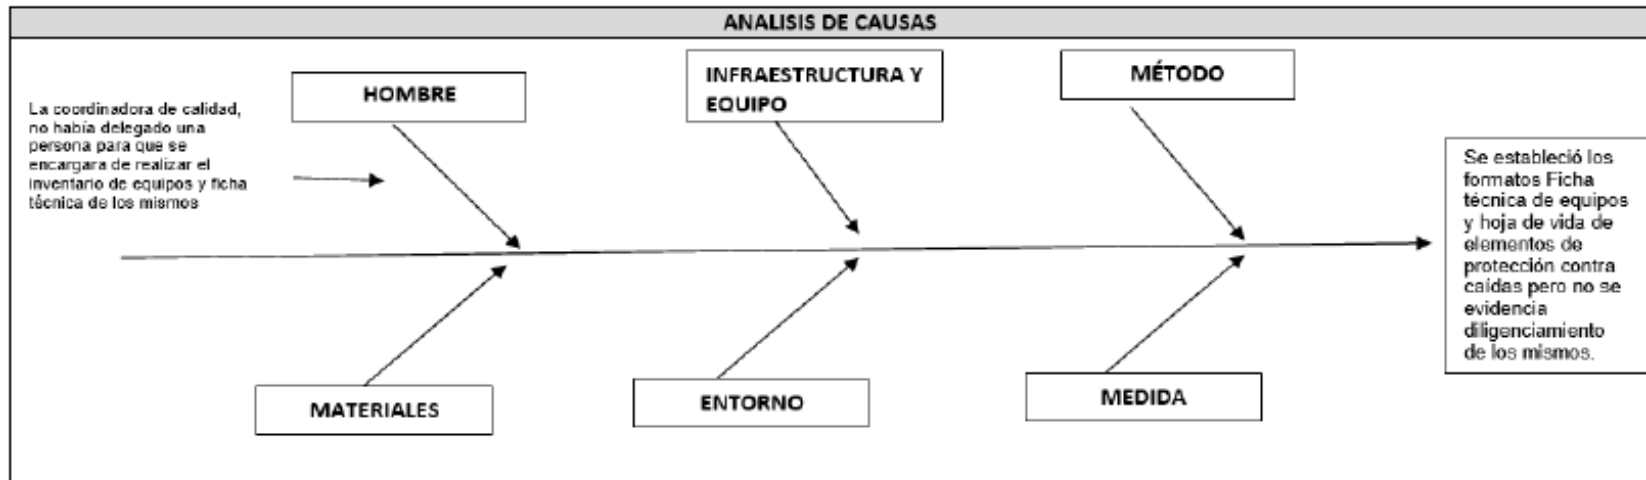 ANALISIS DE CAUSAS
La coordinadora de calidad,
no había delegado una
persona para que se
encargara de realizar el
inventario de equipos y ficha
técnica de los mismos
HOMBRE
INFRAESTRUCTURA Y
EQUIPO
MÉTODO
Se estableció los
formatos Ficha
técnica de equipos
y hoja de vida de
elementos de
protección contra
caídas pero no se
evidencia
diligenciamiento
de los mismos.
MATERIALES
ENTORNO
MEDIDA